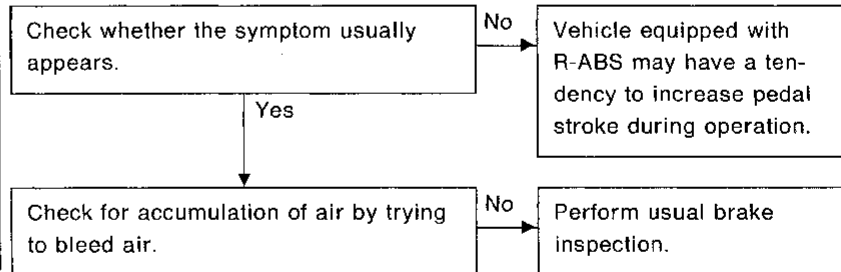 Check whether the symptom usually
appears.
No
Vehicle equipped with
R-ABS may have a ten-
dency to increase pedal
stroke during operation.
Yes
Check for accumulation of air by trying
to bleed air.
No
Perform usual brake
inspection.